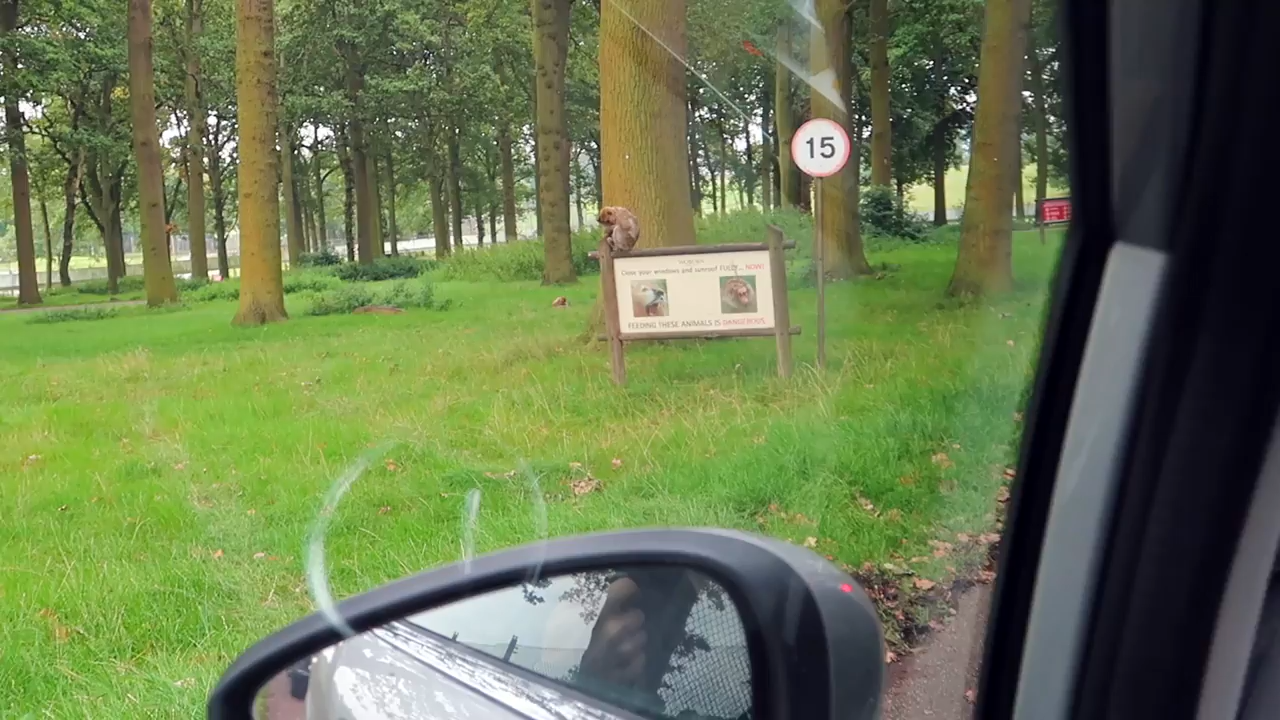 15
Close your windows and sunroof FULLY... NOW!
FEEDING THESE ANIMALS IS DANGEROUS